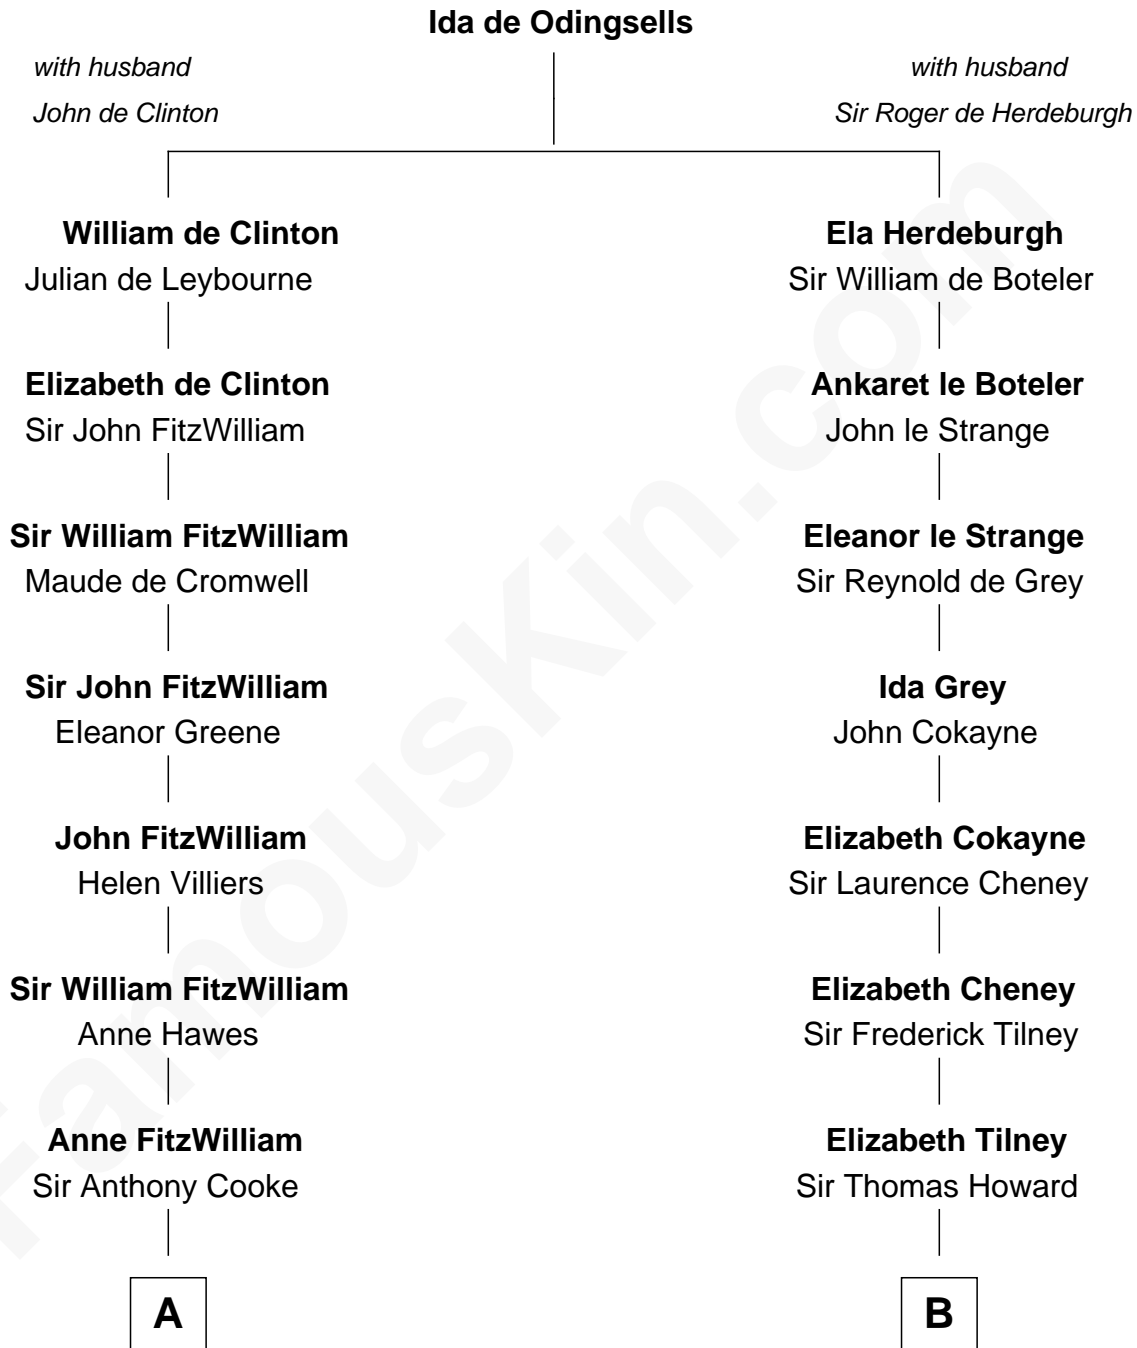 Ida de Odingsells
with husband
John de Clinton
with husband
Sir Roger de Herdeburgh
William de Clinton
Julian de Leybourne
Ela Herdeburgh
Sir William de Boteler
Elizabeth de Clinton
Sir John FitzWilliam
Ankaret le Boteler
John le Strange
Sir William FitzWilliam
Maude de Cromwell
Eleanor le Strange
Sir Reynold de Grey
Sir John FitzWilliam
Eleanor Greene
Ida Grey
John Cokayne
John FitzWilliam
Helen Villiers
Elizabeth Cokayne
Sir Laurence Cheney
Sir William FitzWilliam
Anne Hawes
Elizabeth Cheney
Sir Frederick Tilney
Anne FitzWilliam
Sir Anthony Cooke
Elizabeth Tilney
Sir Thomas Howard
A
B
FamousKin.com